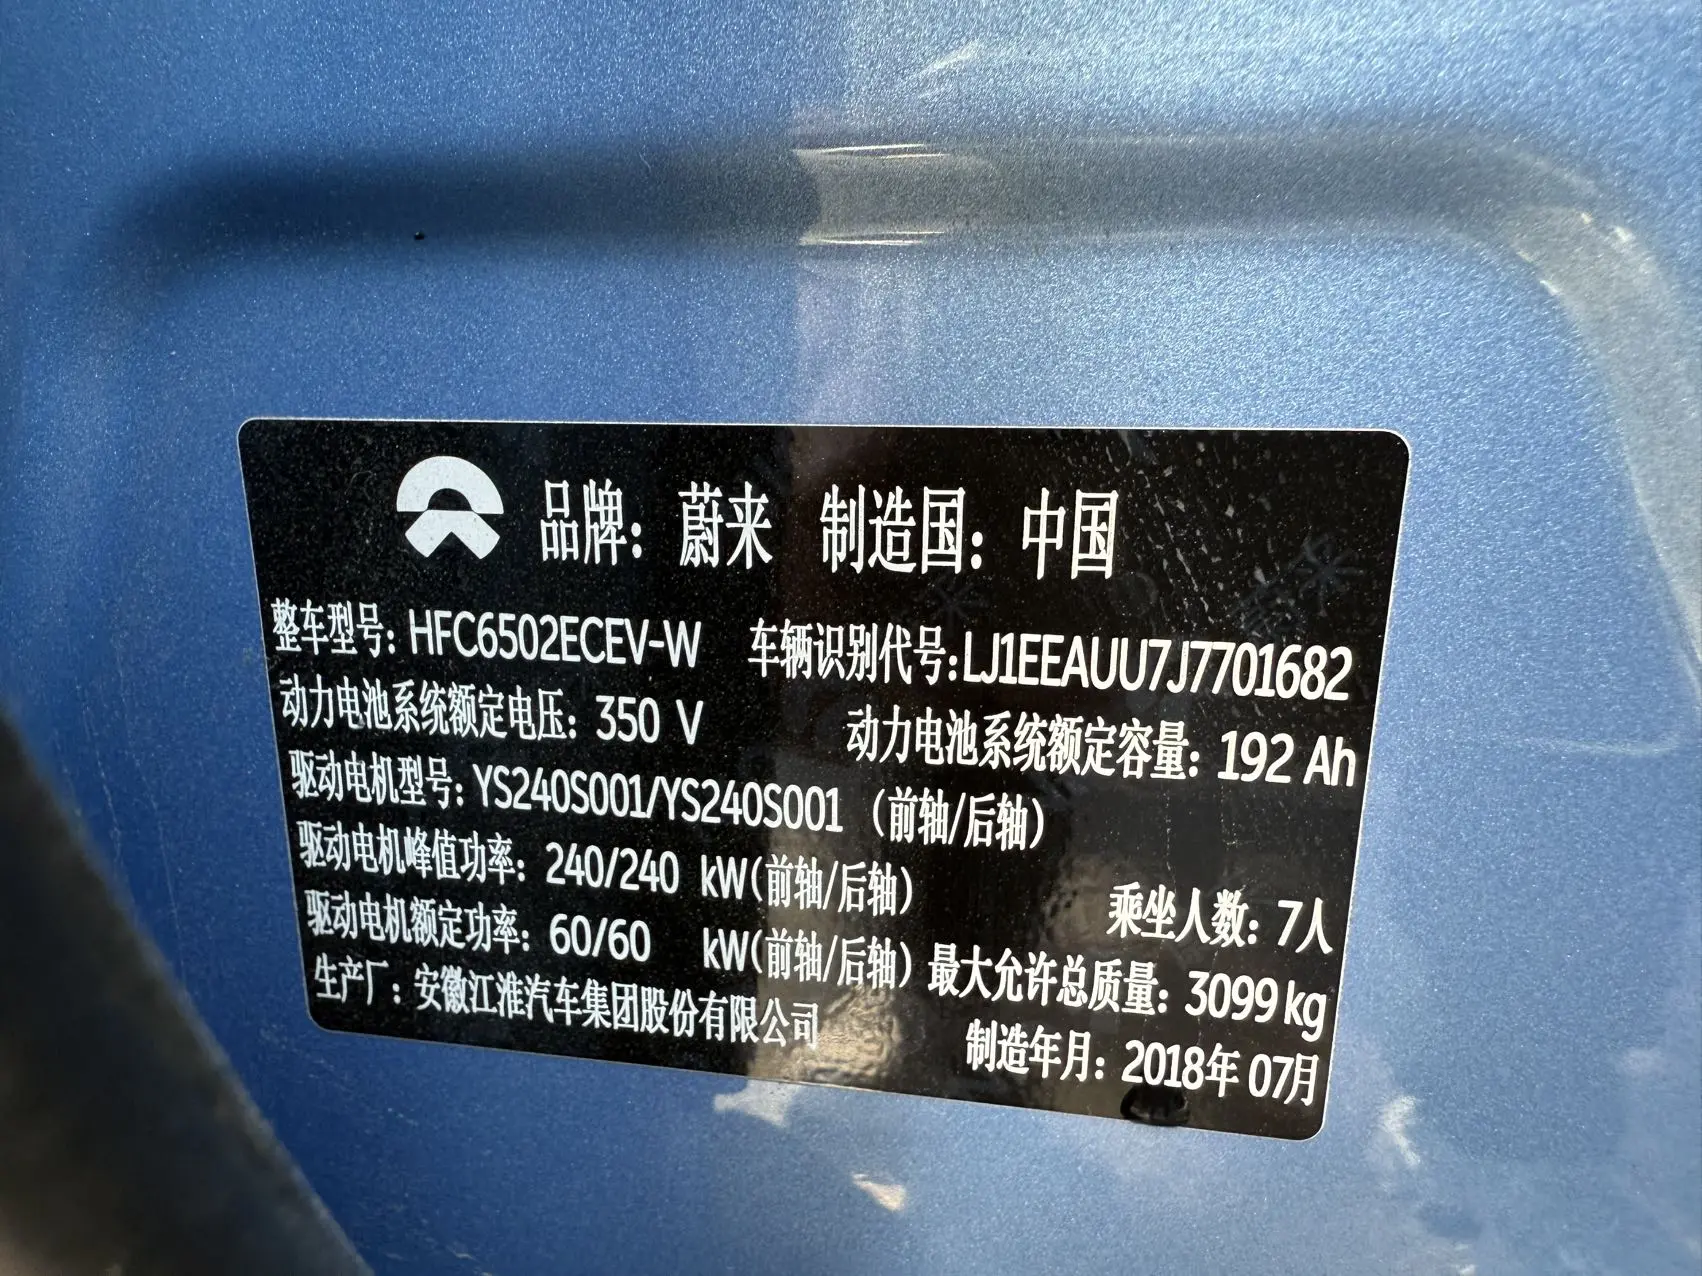 品牌：蔚来 制造国：中国
整车型号：HFC6502ECEV-W 车辆识别代号：LJ1EEAUU7J7701682
动力电池系统额定电压：350 V 动力电池系统额定容量：192 Ah
驱动电机型号：YS240S001/YS240S001（前轴/后轴）
驱动电机峰值功率：240/240 kW（前轴/后轴） 乘坐人数：7人
驱动电机额定功率：60/60 kW（前轴/后轴） 最大允许总质量：3099 kg
生产厂：安徽江淮汽车集团股份有限公司 制造年月：2018年 07月